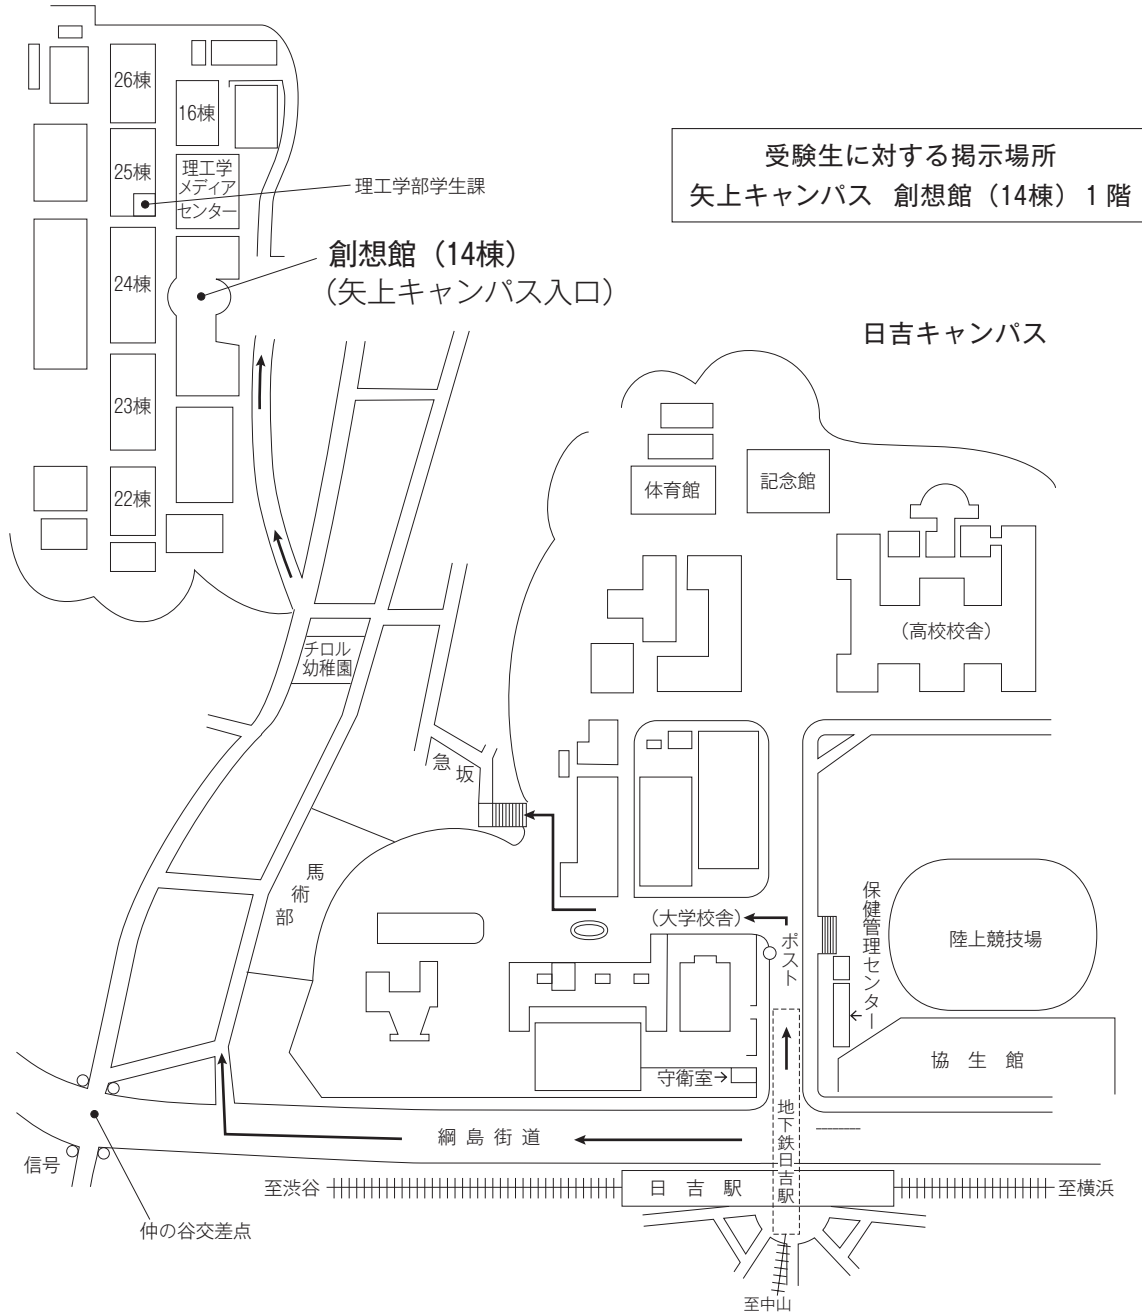 26棟
16棟
25棟
理工学
メディア
センター
理工学部学生課
受験生に対する掲示場所
矢上キャンパス 創想館(14棟)1階
創想館(14棟)
(矢上キャンパス入口)
24棟
日吉キャンパス
23棟
22棟
体育館
記念館
(高校校舎)
チロル
幼稚園
急坂
馬術部
(大学校舎)
ポスト
保健管理センター
陸上競技場
協生館
守衛室
地下鉄日吉駅
綱島街道
信号
至渋谷
日吉駅
至横浜
仲の谷交差点
至中山